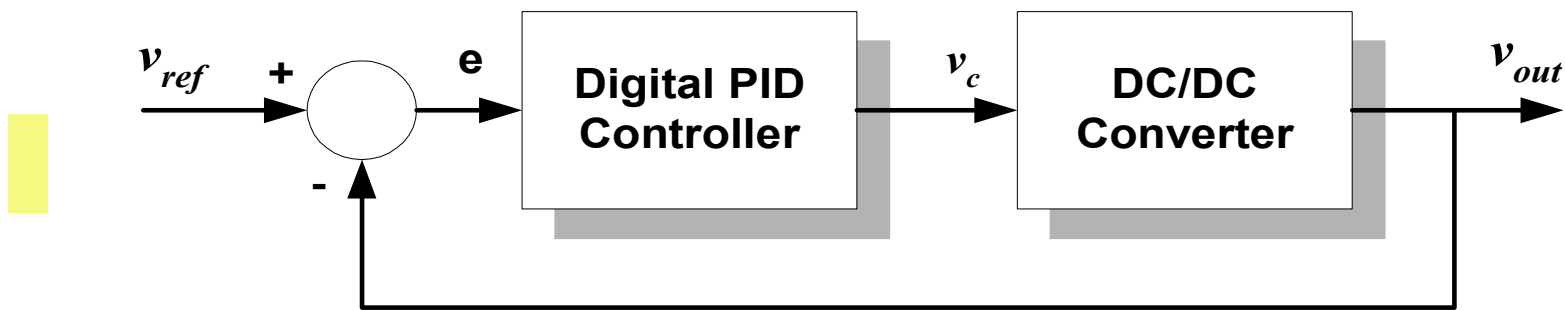 v_ref
+
-
e
Digital PID
Controller
v_c
DC/DC
Converter
v_out